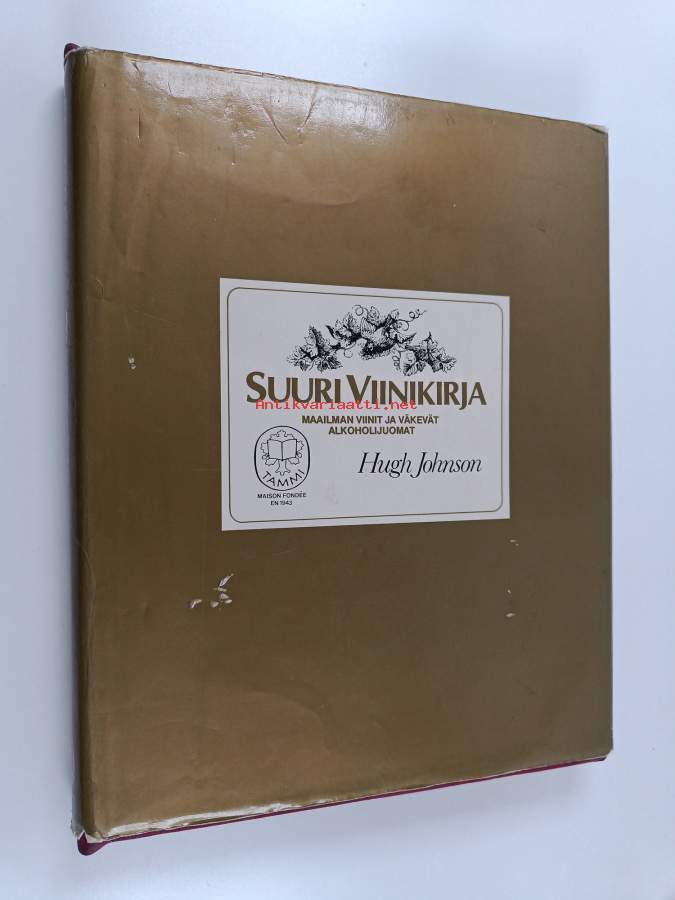 SUURI VIINIKIRJA
Antikvariaatti.net
MAAILMAN VIINIT JA VÄKEVÄT
ALKOHOLIJUOMAT
Hugh Johnson
TAMMI
MAISON FONDÉE
EN 1943